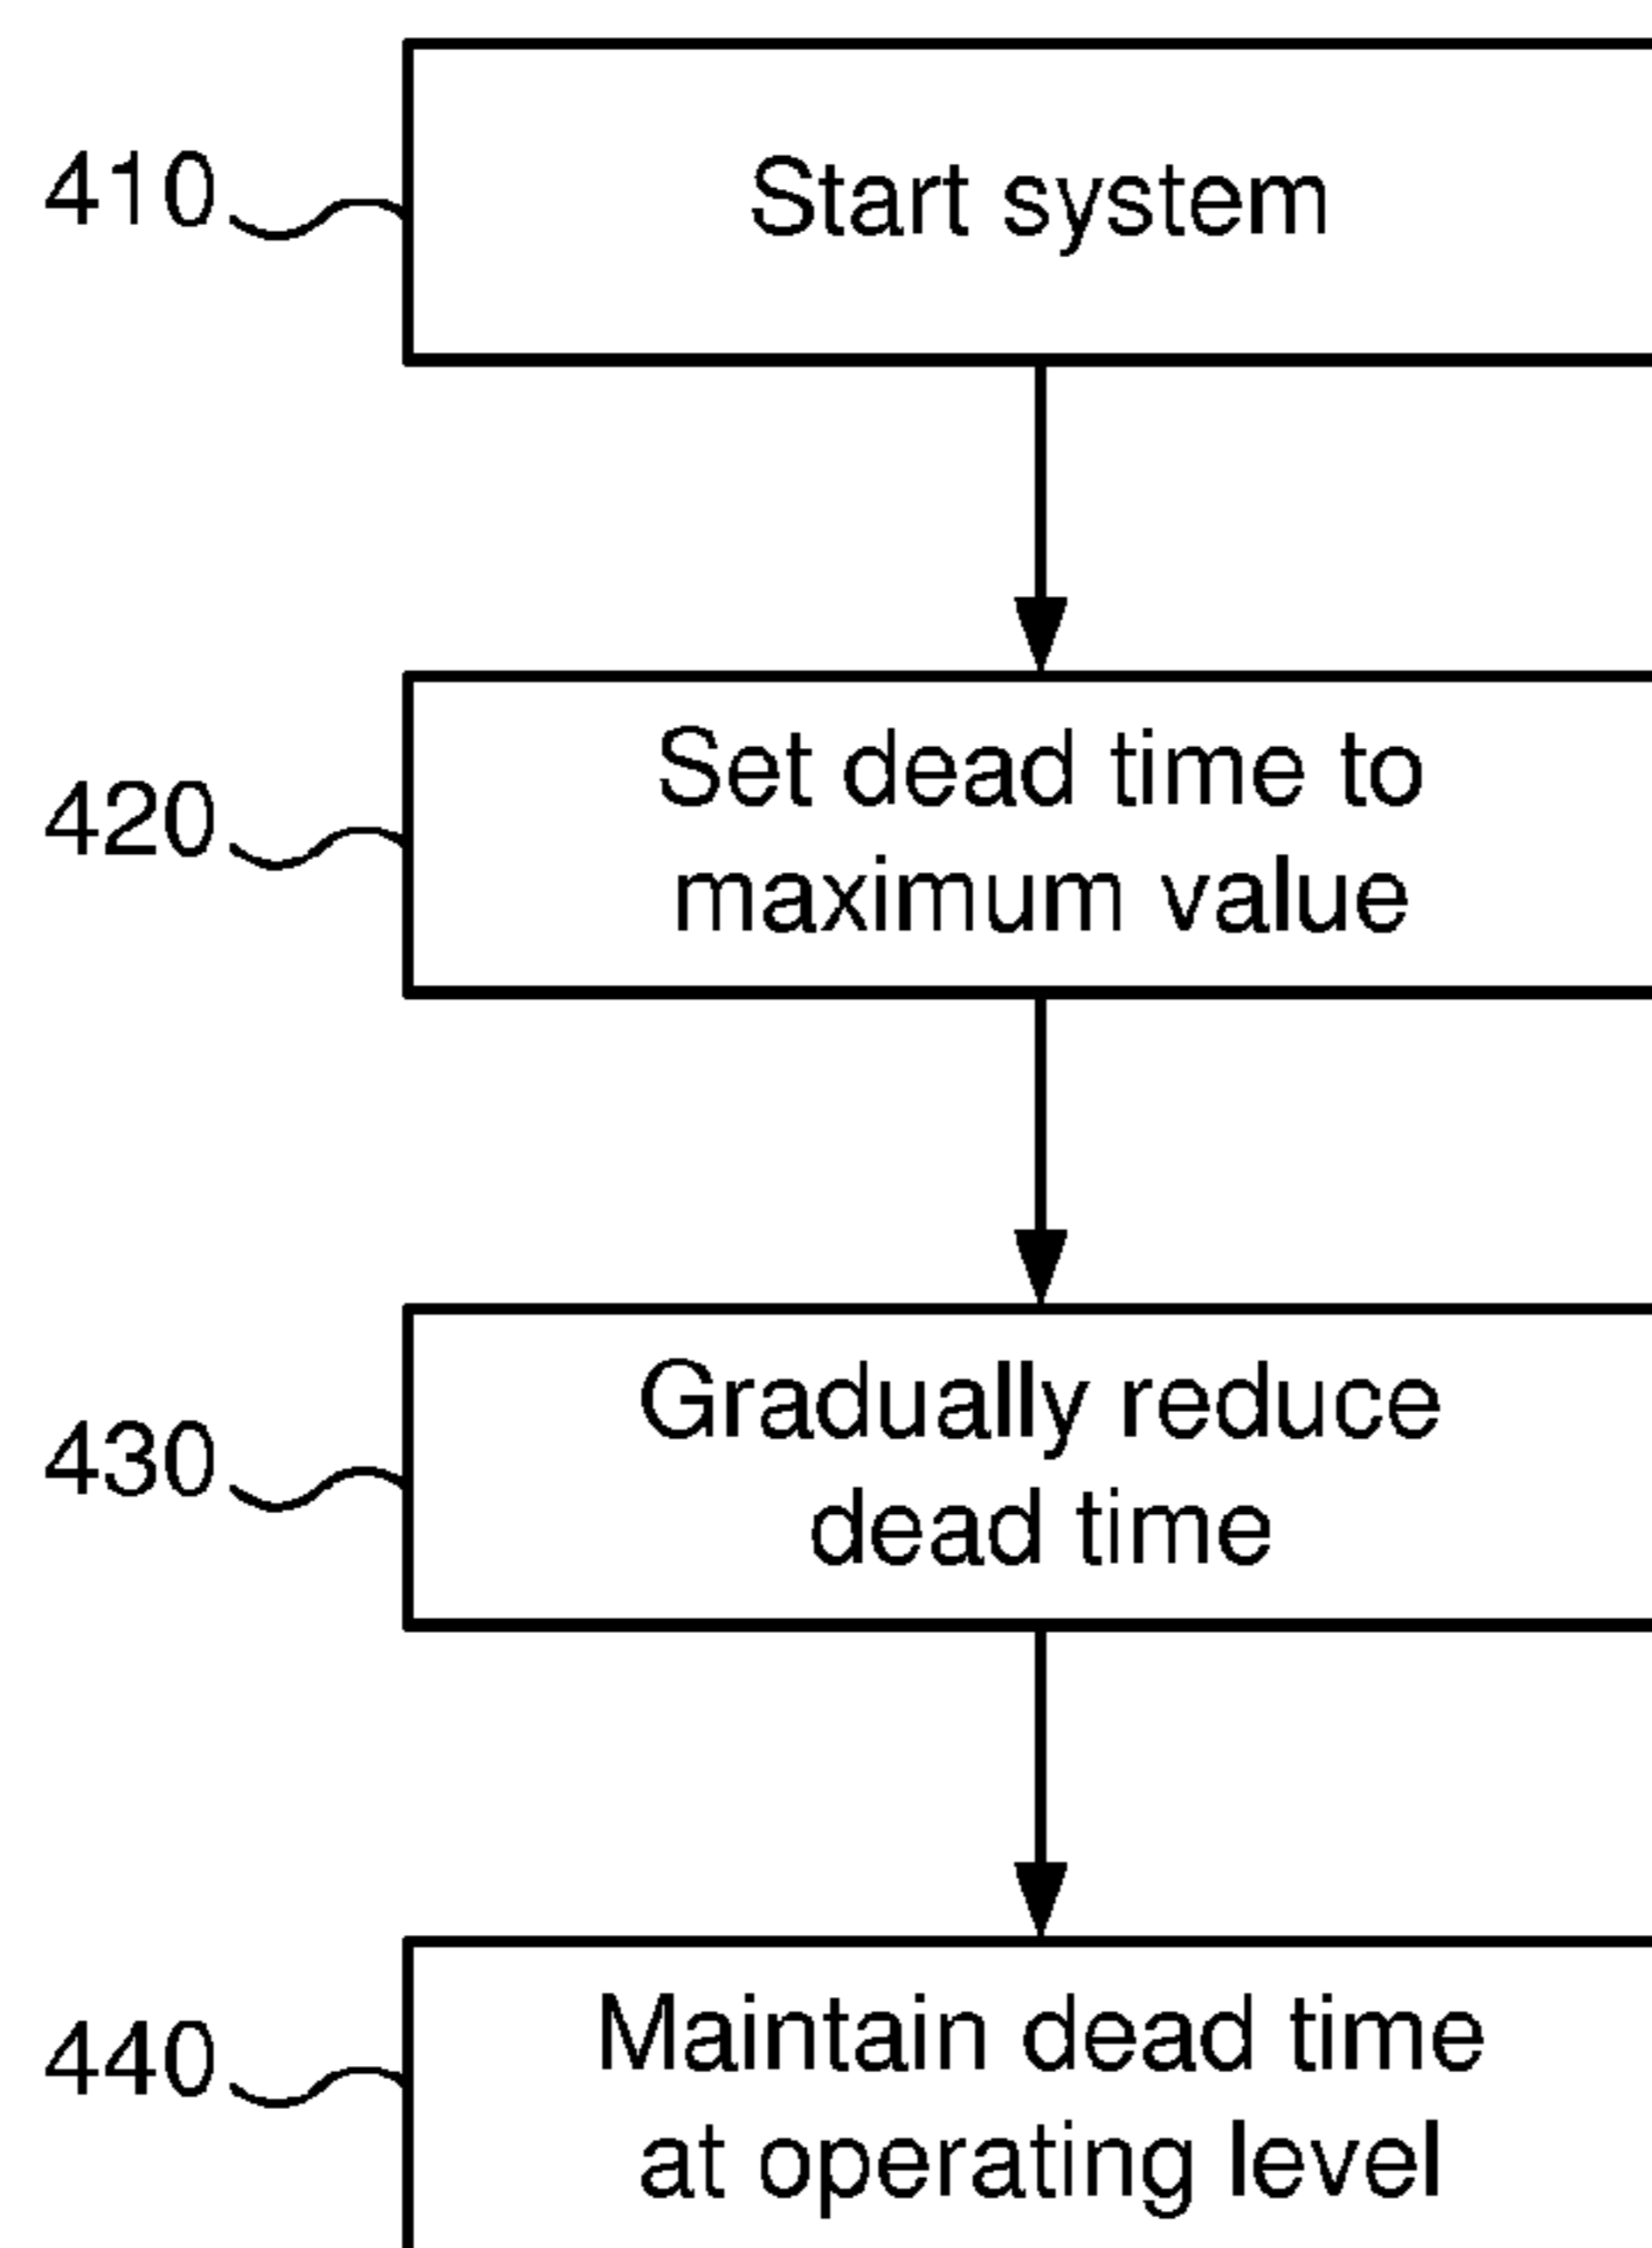 410
Start system
420
Set dead time to
maximum value
430
Gradually reduce
dead time
440
Maintain dead time
at operating level